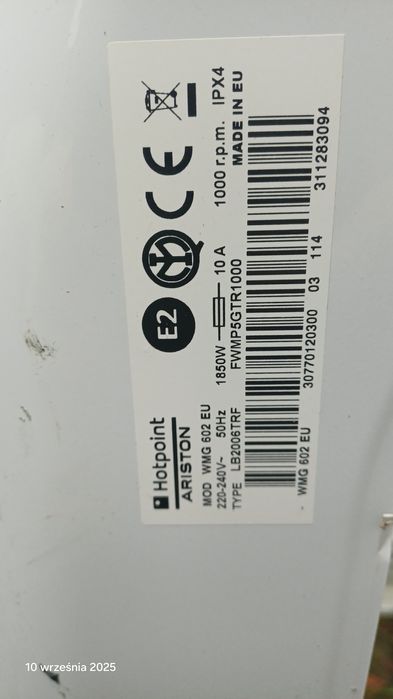 Hotpoint
ARISTON
E2
CE
MOD WMG 602 EU
220-240V~ 50Hz 1850W 10 A 1000 r.p.m. IPX4
TYPE LB2006TRF FWMP5GTR1000 MADE IN EU
- WMG 602 EU 30770120300 03 114 311283094
10 września 2025